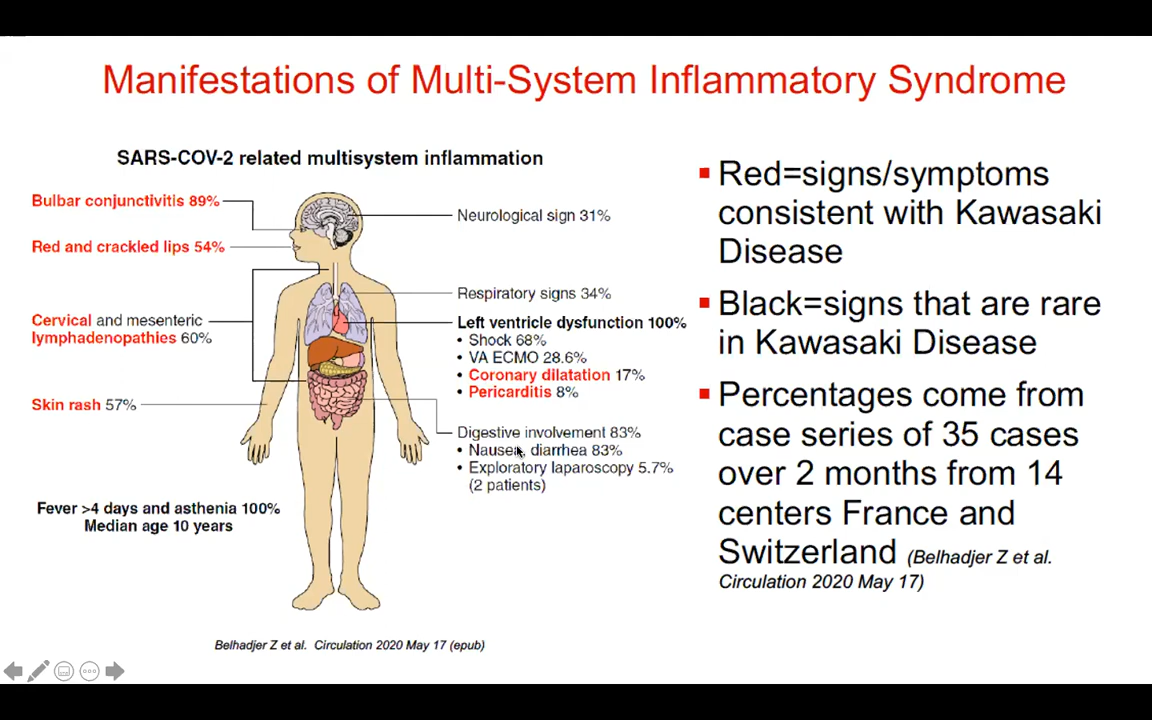 Manifestations of Multi-System Inflammatory Syndrome
SARS-COV-2 related multisystem inflammation
Bulbar conjunctivitis 89%
Red and crackled lips 54%
Cervical and mesenteric
lymphadenopathies 60%
Skin rash 57%
Fever >4 days and asthenia 100%
Median age 10 years
Neurological sign 31%
Respiratory signs 34%
Left ventricle dysfunction 100%
• Shock 68%
• VA ECMO 28.6%
• Coronary dilatation 17%
• Pericarditis 8%
Digestive involvement 83%
• Nausea, diarrhea 83%
• Exploratory laparoscopy 5.7%
(2 patients)
Belhadjer Z et al. Circulation 2020 May 17 (epub)
▪ Red=signs/symptoms
consistent with Kawasaki
Disease
▪ Black=signs that are rare
in Kawasaki Disease
▪ Percentages come from
case series of 35 cases
over 2 months from 14
centers France and
Switzerland (Belhadjer Z et al.
Circulation 2020 May 17)